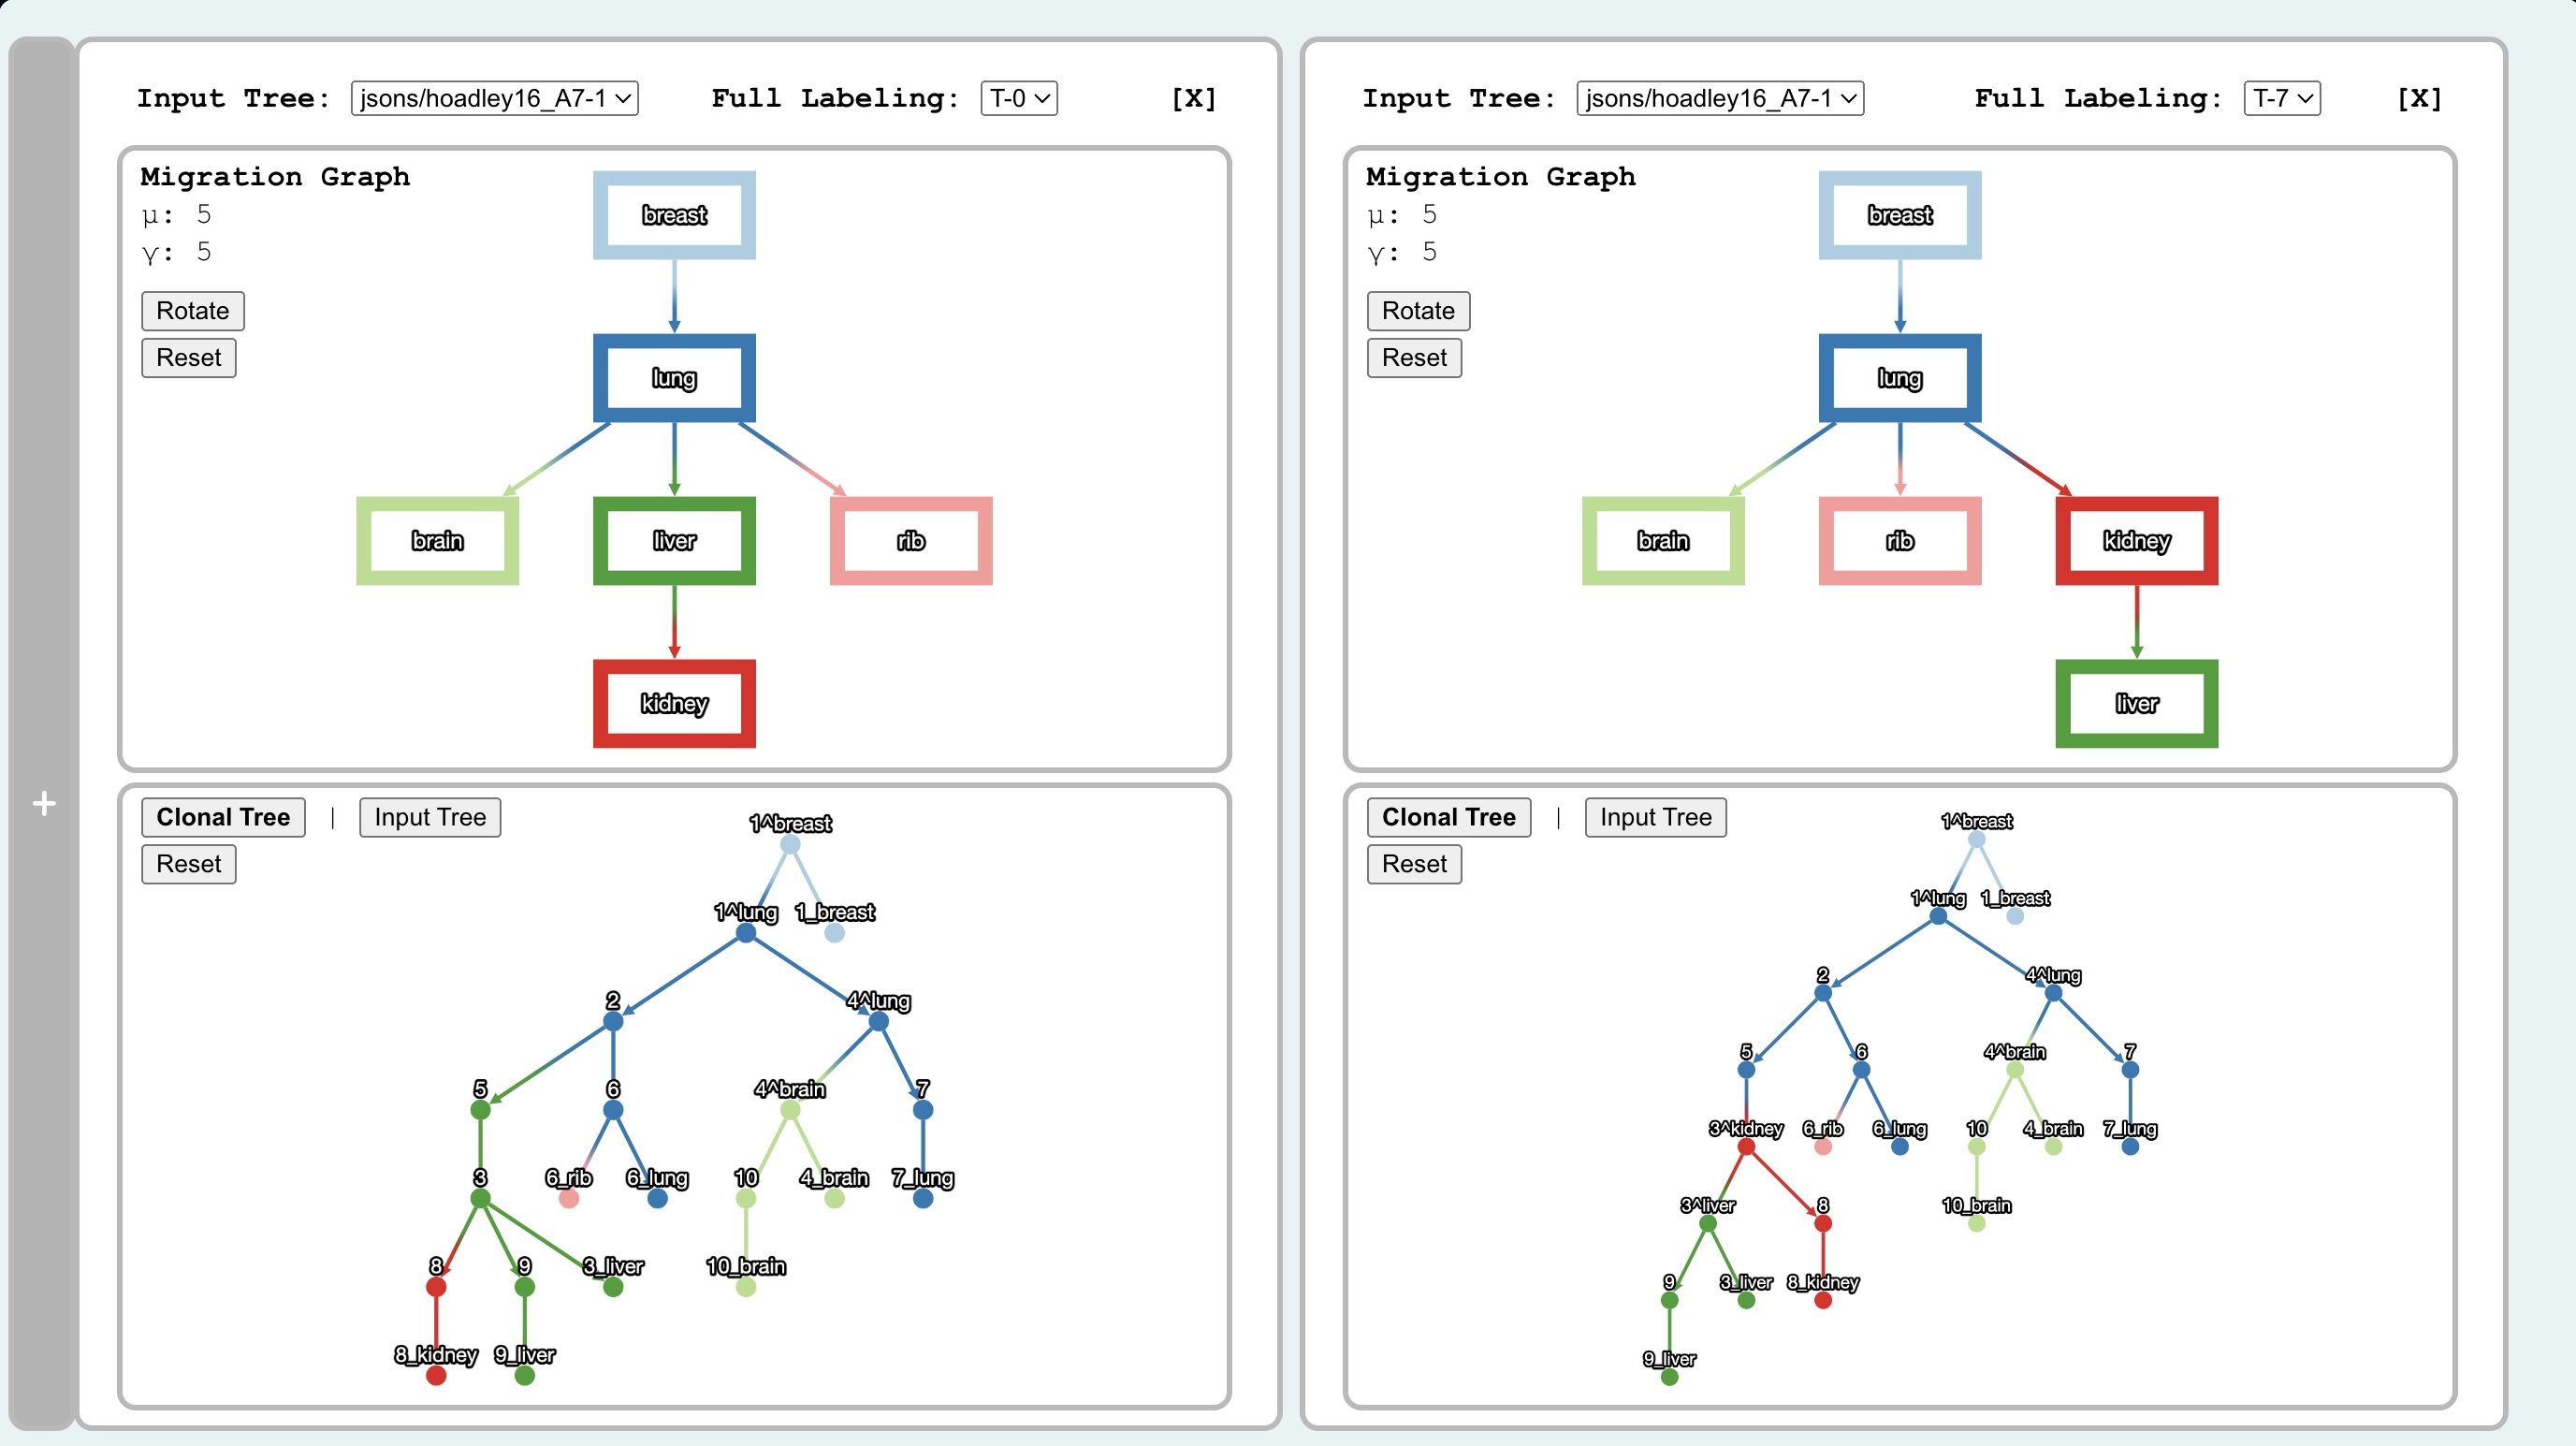 Input Tree: jsons/hoadley16_A7-1 Full Labeling: T-0 [X]
Migration Graph
μ: 5
γ: 5
Rotate
Reset
breast
lung
brain liver rib
kidney
Clonal Tree | Input Tree
Reset
1^breast
1^lung 1_breast
2 4^lung
5 6 4^brain 7
3 6_rib 6_lung 10 4_brain 7_lung
8 9 3_liver 10_brain
8_kidney 9_liver
+
Input Tree: jsons/hoadley16_A7-1 Full Labeling: T-7 [X]
Migration Graph
μ: 5
γ: 5
Rotate
Reset
breast
lung
brain rib kidney
liver
Clonal Tree | Input Tree
Reset
1^breast
1^lung 1_breast
2 4^lung
5 6 4^brain 7
3^kidney 6_rib 6_lung 10 4_brain 7_lung
3^liver 8 10_brain
9 3_liver 8_kidney
9_liver